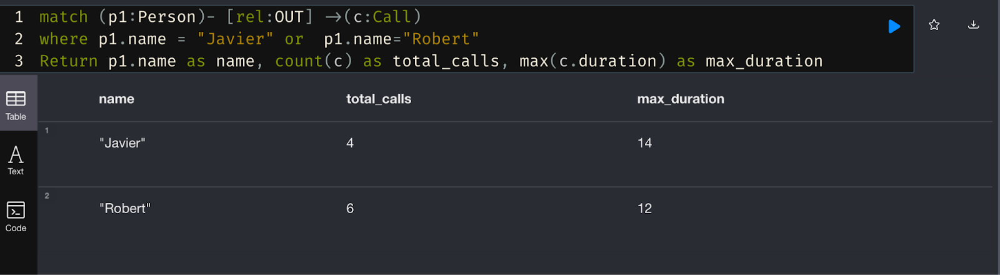 1 match (p1:Person)- [rel:OUT] →(c:Call)
2 where p1.name = "Javier" or  p1.name="Robert"
3 Return p1.name as name, count(c) as total_calls, max(c.duration) as max_duration
Table
name total_calls max_duration
1
"Javier" 4 14
Text
2
"Robert" 6 12
Code